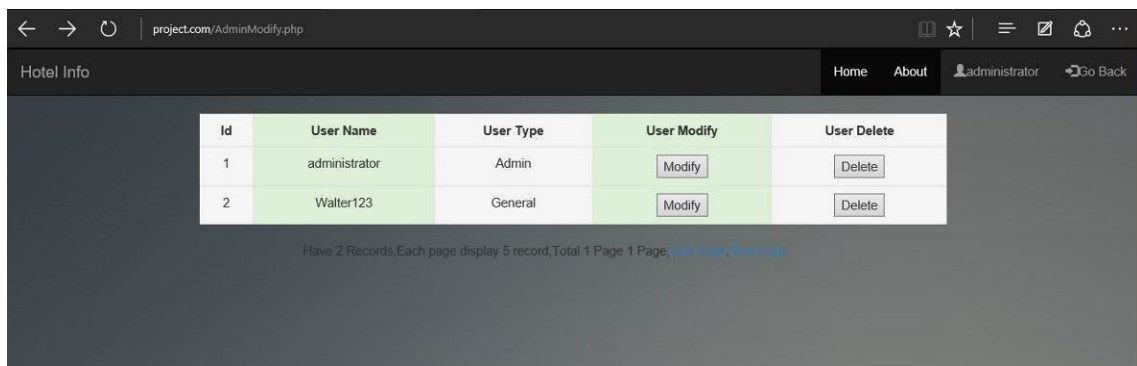 project.com/AdminModify.php
Hotel Info Home About administrator Go Back
Id User Name User Type User Modify User Delete
1 administrator Admin Modify Delete
2 Walter123 General Modify Delete
Have 2 Records,Each page display 5 record,Total 1 Page 1 Page,